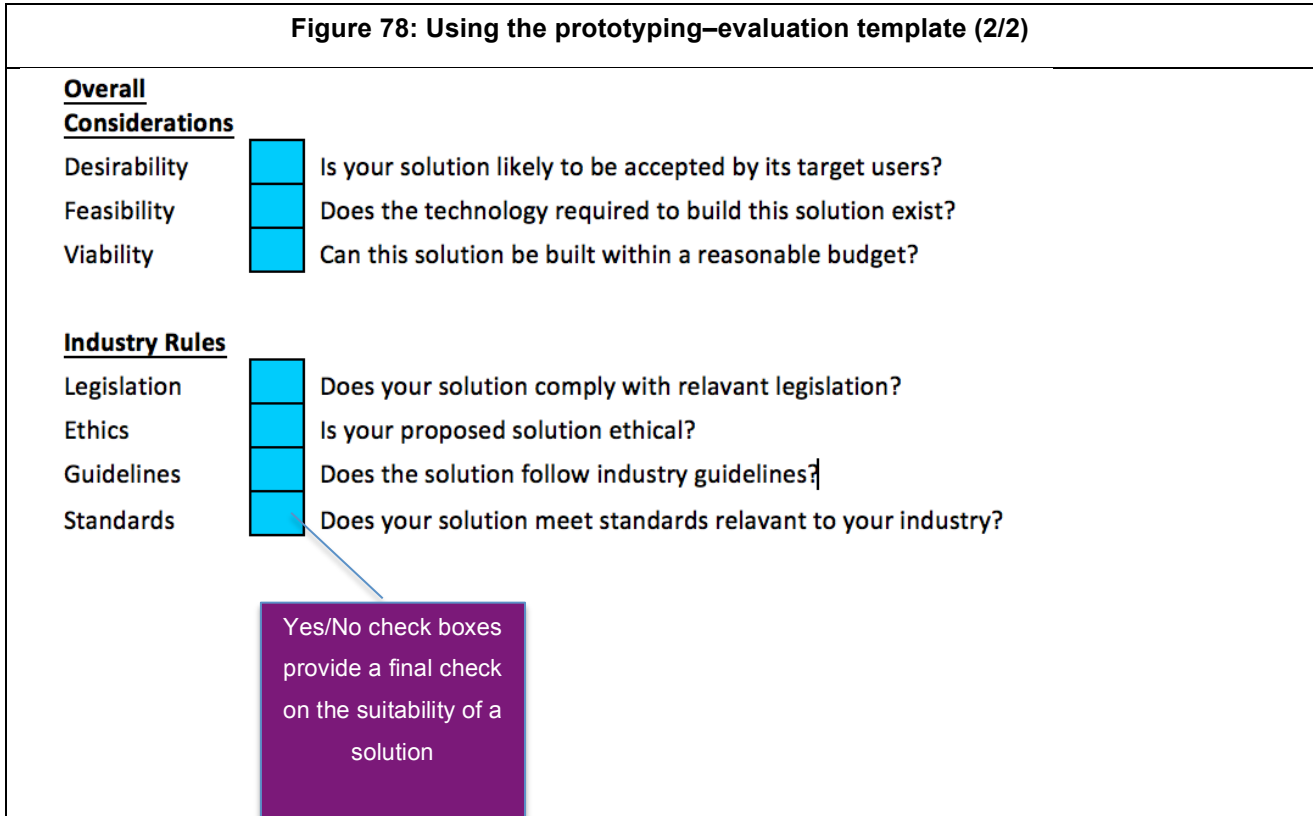 Figure 78: Using the prototyping–evaluation template (2/2)
Overall
Considerations
Desirability Is your solution likely to be accepted by its target users?
Feasibility Does the technology required to build this solution exist?
Viability Can this solution be built within a reasonable budget?
Industry Rules
Legislation Does your solution comply with relavant legislation?
Ethics Is your proposed solution ethical?
Guidelines Does the solution follow industry guidelines?
Standards Does your solution meet standards relavant to your industry?
Yes/No check boxes
provide a final check
on the suitability of a
solution